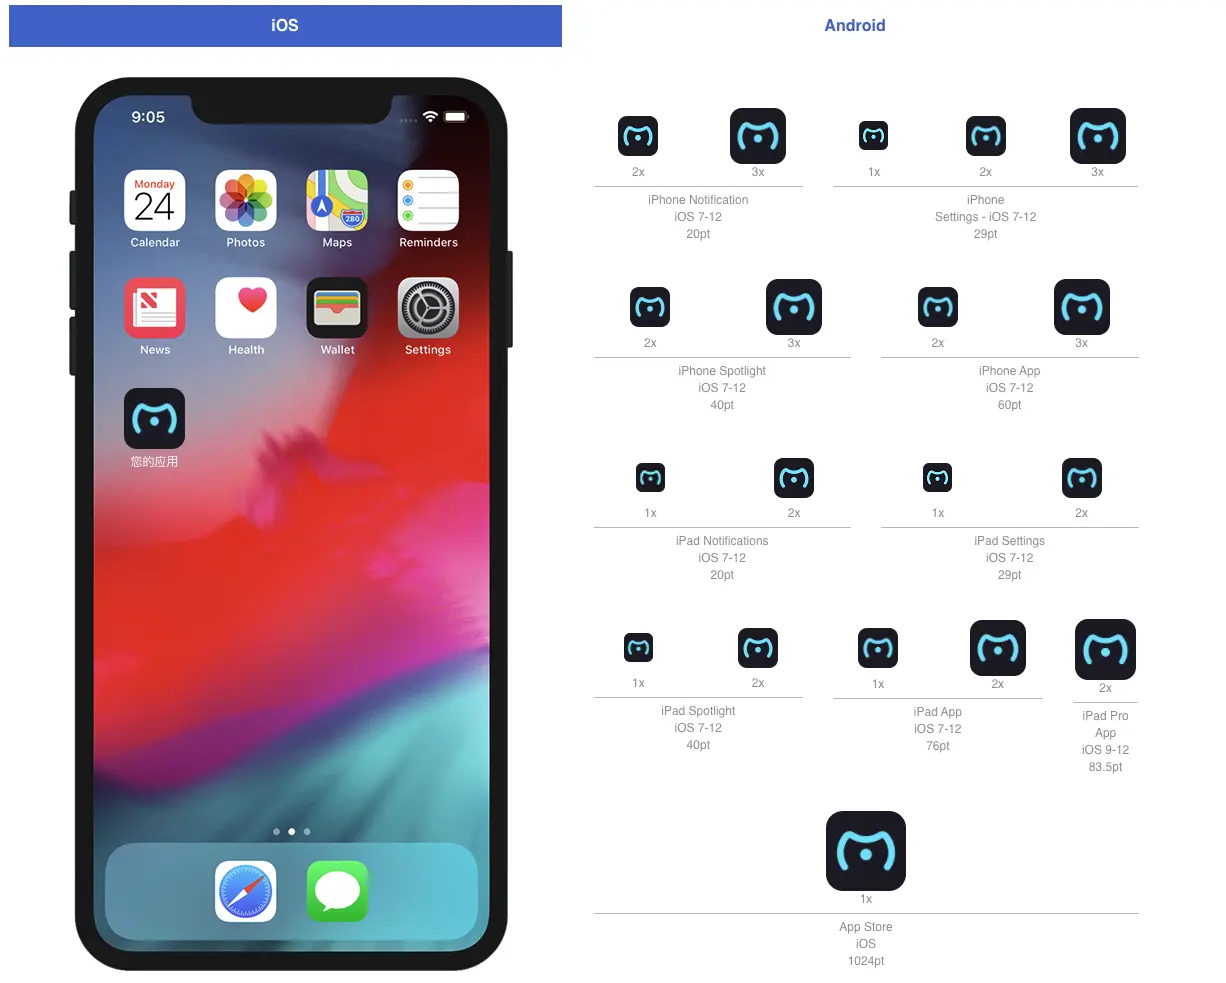 iOS
Android
9:05
Monday
24
280
Calendar
Photos
Maps
Reminders
News
Health
Wallet
Settings
您的应用
2x
3x
iPhone Notification
iOS 7-12
20pt
1x
2x
3x
iPhone
Settings - iOS 7-12
29pt
2x
3x
iPhone Spotlight
iOS 7-12
40pt
2x
3x
iPhone App
iOS 7-12
60pt
1x
2x
iPad Notifications
iOS 7-12
20pt
1x
2x
iPad Settings
iOS 7-12
29pt
1x
2x
iPad Spotlight
iOS 7-12
40pt
1x
2x
iPad App
iOS 7-12
76pt
2x
iPad Pro
App
iOS 9-12
83.5pt
1x
App Store
iOS
1024pt